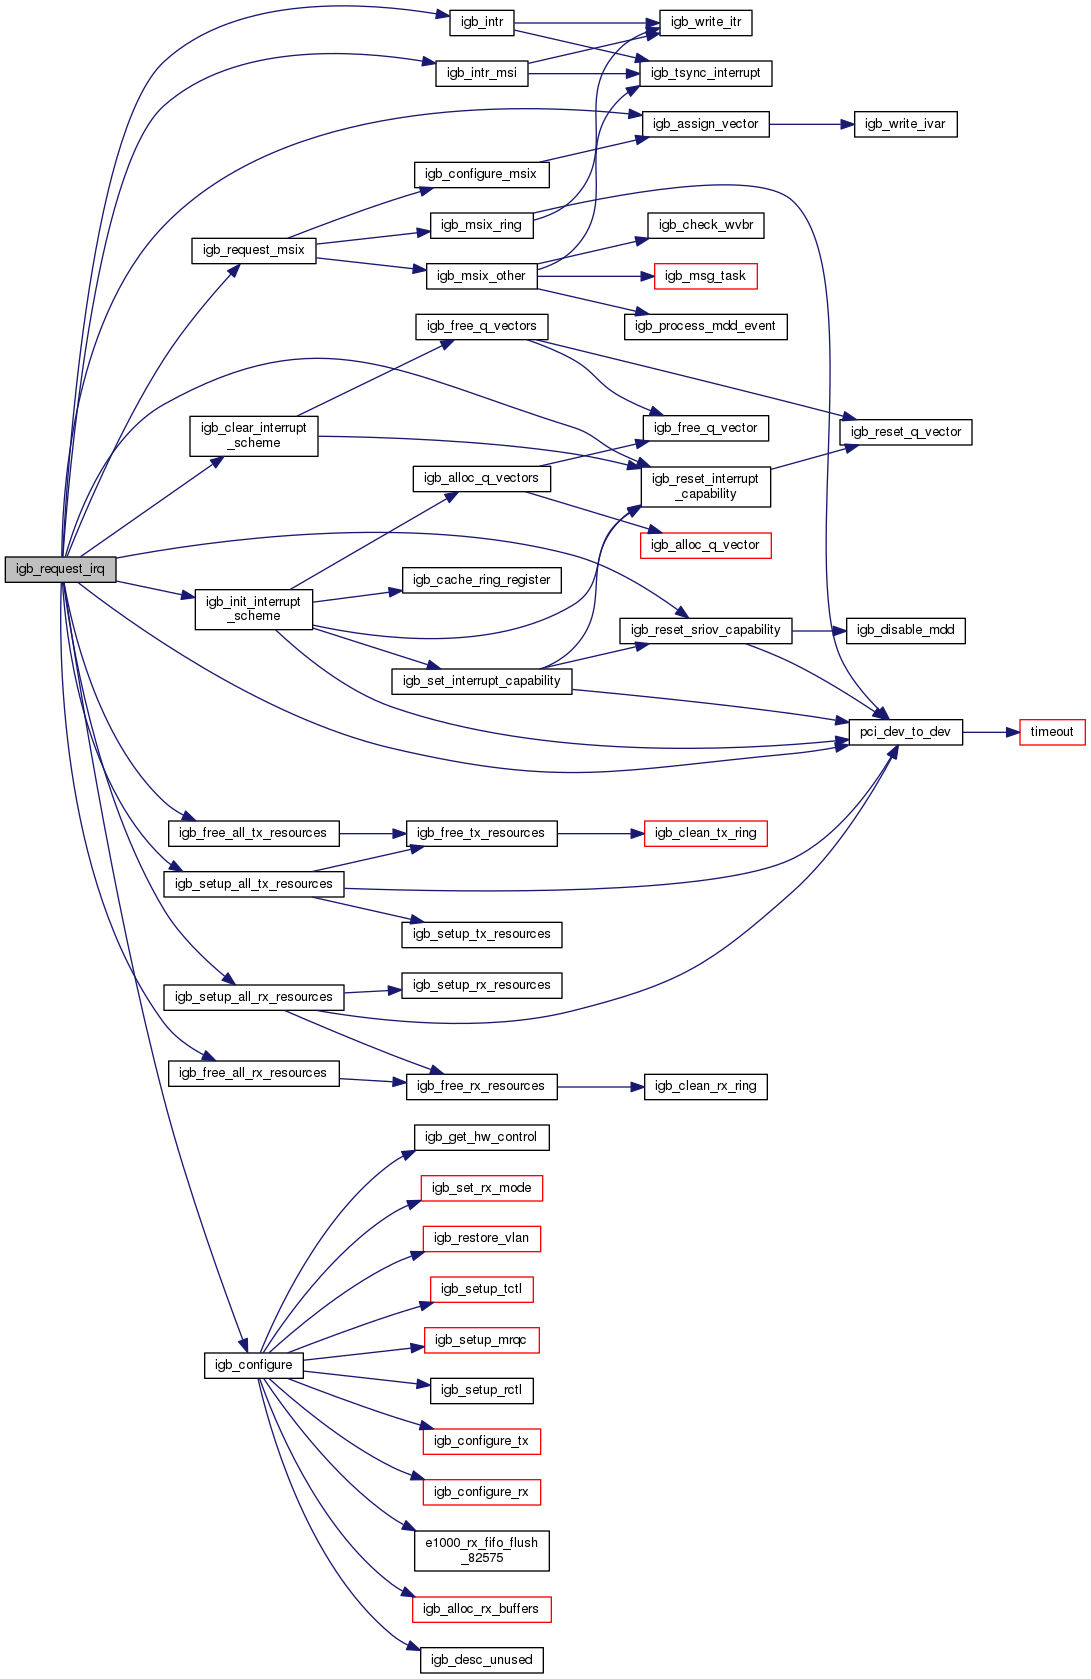 igb_intr
igb_write_itr
igb_intr_msi
igb_tsync_interrupt
igb_assign_vector
igb_write_ivar
igb_configure_msix
igb_msix_ring
igb_check_wvbr
igb_request_msix
igb_msix_other
igb_msg_task
igb_free_q_vectors
igb_process_mdd_event
igb_clear_interrupt
_scheme
igb_free_q_vector
igb_reset_q_vector
igb_alloc_q_vectors
igb_reset_interrupt
_capability
igb_alloc_q_vector
igb_request_irq
igb_cache_ring_register
igb_init_interrupt
_scheme
igb_reset_sriov_capability
igb_disable_mdd
igb_set_interrupt_capability
pci_dev_to_dev
timeout
igb_free_all_tx_resources
igb_free_tx_resources
igb_clean_tx_ring
igb_setup_all_tx_resources
igb_setup_tx_resources
igb_setup_rx_resources
igb_setup_all_rx_resources
igb_free_all_rx_resources
igb_free_rx_resources
igb_clean_rx_ring
igb_get_hw_control
igb_set_rx_mode
igb_restore_vlan
igb_setup_tctl
igb_setup_mrqc
igb_configure
igb_setup_rctl
igb_configure_tx
igb_configure_rx
e1000_rx_fifo_flush
_82575
igb_alloc_rx_buffers
igb_desc_unused